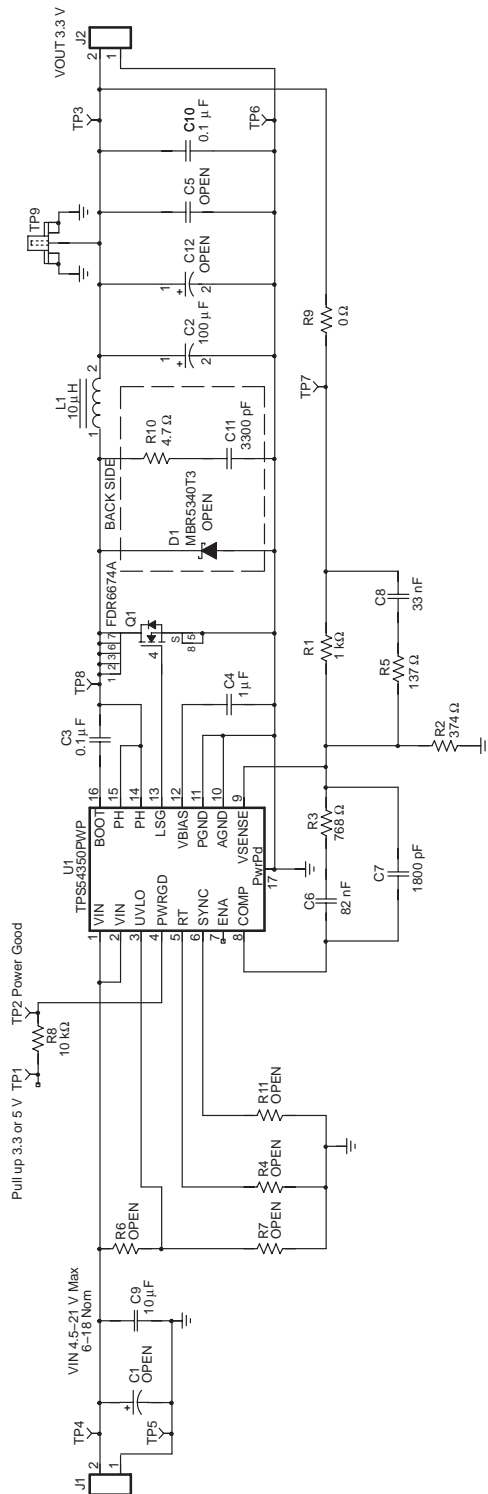 J1
2
1
TP4
TP5
C1
OPEN
+
VIN 4.5–21 V Max
6–18 Nom
C9
10 µF
R6
OPEN
R7
OPEN
R4
OPEN
R11
OPEN
Pull up 3.3 or 5 V
TP1
R8
10 kΩ
TP2 Power Good
U1
TPS54350PWP
1 VIN
2 VIN
3 UVLO
4 PWRGD
5 RT
6 SYNC
7 ENA
8 COMP
BOOT 16
PH 15
PH 14
LSG 13
VBIAS 12
PGND 11
AGND 10
VSENSE 9
PwrPd
17
C3
0.1 µF
TP8
FDR6674A
1 2 3 6 7
Q1
4
S
8 5
C4
1 µF
BACK SIDE
D1
MBR5340T3
OPEN
R10
4.7 Ω
C11
3300 pF
L1
10 µH
1
2
C2
100 µF
+
1
2
C12
OPEN
+
1
2
TP9
C5
OPEN
C10
0.1 µF
TP3
TP6
VOUT 3.3 V
J2
2
1
C6
82 nF
R3
768 Ω
C7
1800 pF
R2
374 Ω
R1
1 kΩ
R5
137 Ω
C8
33 nF
TP7
R9
0 Ω